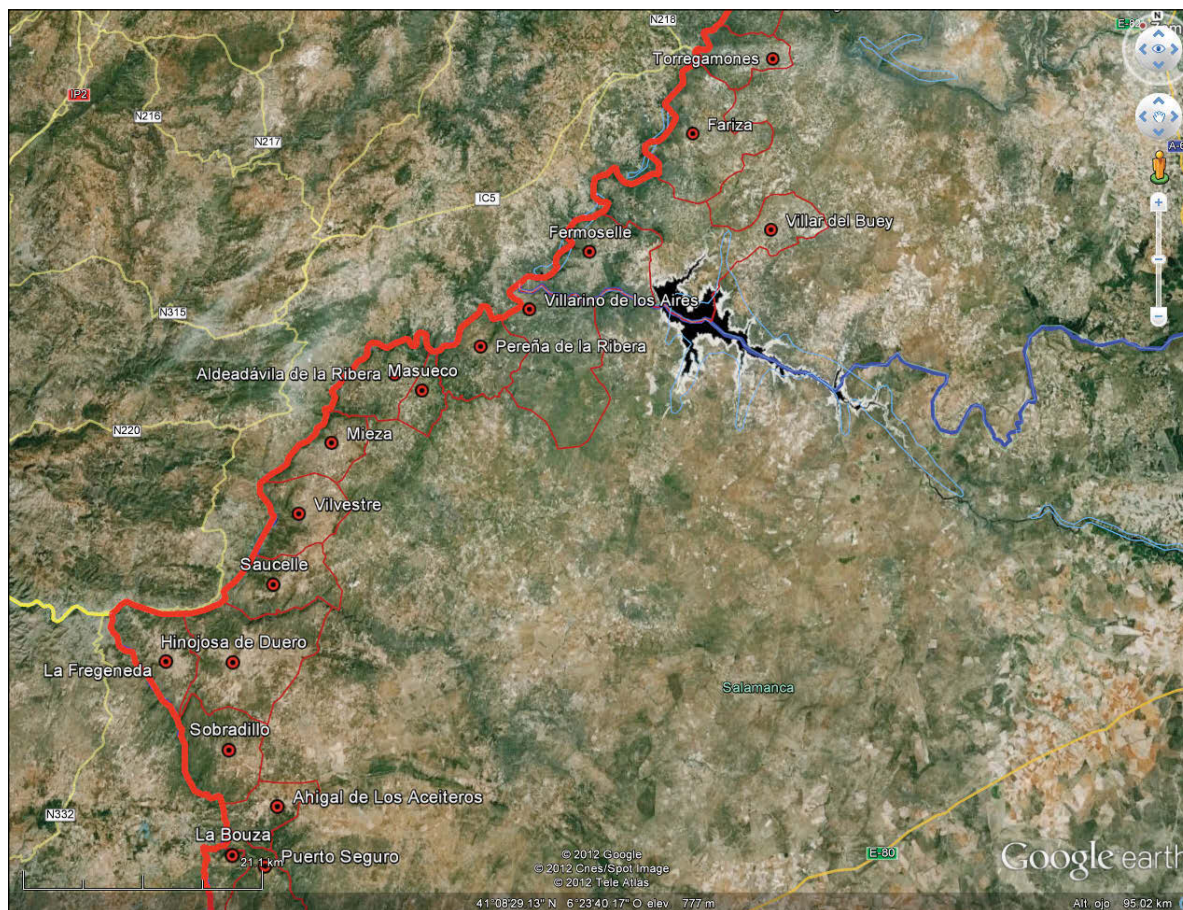 N218
E-82
N
Torregamones
IP2
N216
Fariza
N217
A-6
IC5
Villar del Buey
Fermoselle
Villarino de los Aires
N315
Pereña de la Ribera
Aldeadávila de la Ribera
Masueco
N220
Mieza
Vilvestre
Saucelle
Hinojosa de Duero
La Fregeneda
Salamanca
Sobradillo
Ahigal de Los Aceiteros
N332
La Bouza
21.1 km
Puerto Seguro
© 2012 Google
© 2012 Cnes/Spot Image
© 2012 Tele Atlas
E-80
Google earth
41°08'29.13" N 6°23'40.17" O elev 777 m
Alt. ojo 95.02 km